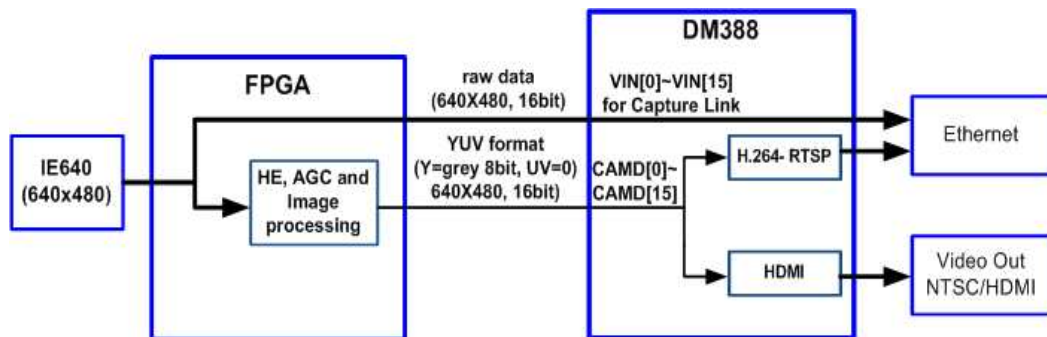 DM388
FPGA
raw data
(640X480, 16bit)
VIN[0]~VIN[15]
for Capture Link
Ethernet
IE640
(640x480)
HE, AGC and
Image
processing
YUV format
(Y=grey 8bit, UV=0)
640X480, 16bit)
CAMD[0]~
CAMD[15]
H.264- RTSP
HDMI
Video Out
NTSC/HDMI